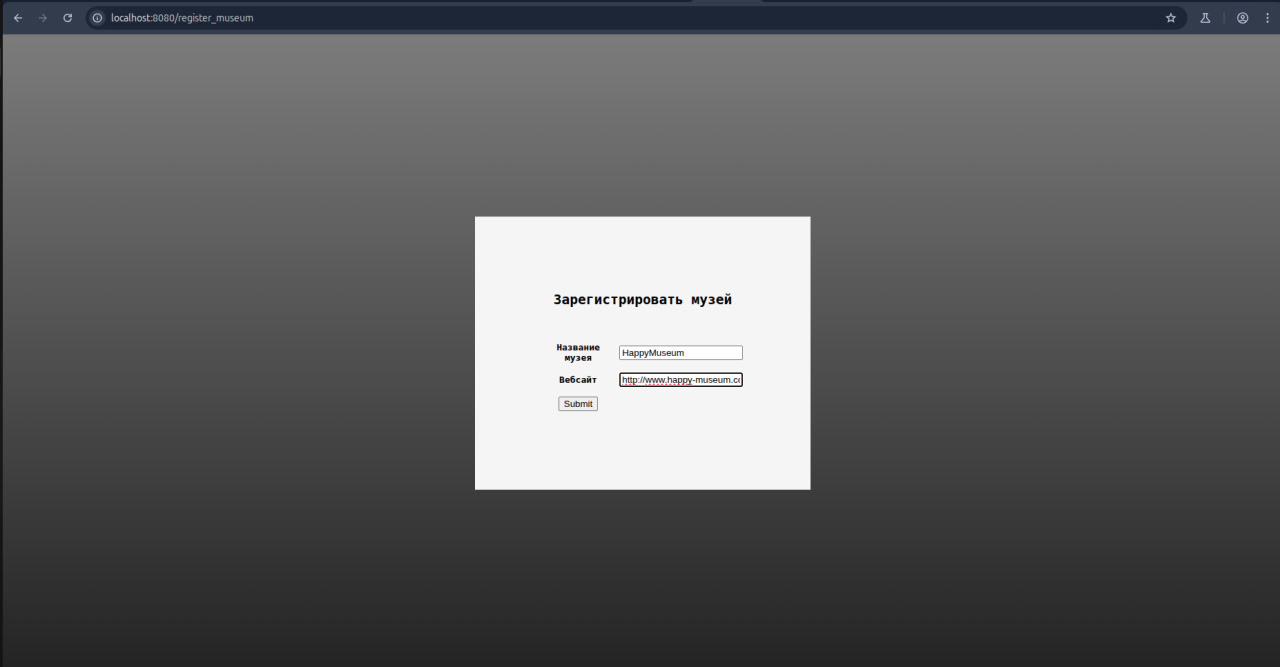 localhost:8080/register_museum
Зарегистрировать музей
Название
музея
HappyMuseum
Вебсайт
http://www.happy-museum.co
Submit